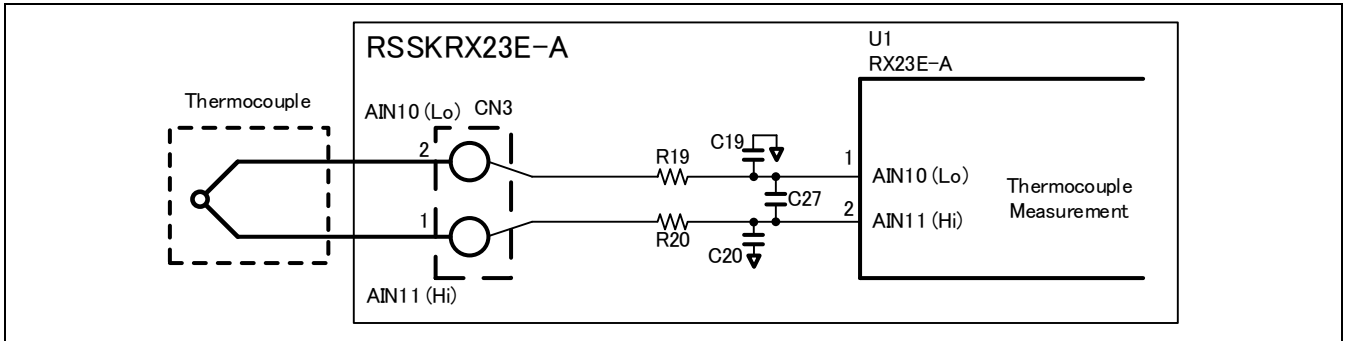 RSSKRX23E-A
U1
RX23E-A
Thermocouple
AIN10 (Lo) CN3
2
C19
R19
1
AIN10 (Lo)
Thermocouple
Measurement
C27
1
2
AIN11 (Hi)
R20
C20
AIN11 (Hi)